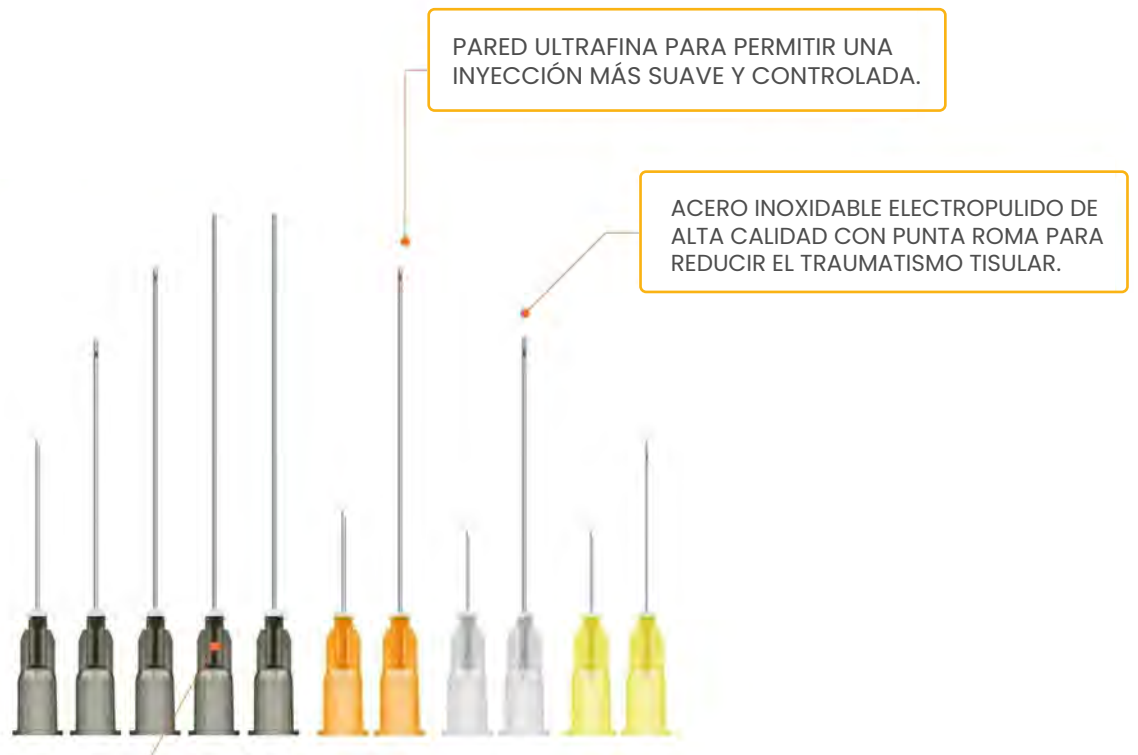 PARED ULTRAFINA PARA PERMITIR UNA
INYECCIÓN MÁS SUAVE Y CONTROLADA.
ACERO INOXIDABLE ELECTROPULIDO DE
ALTA CALIDAD CON PUNTA ROMA PARA
REDUCIR EL TRAUMATISMO TISULAR.